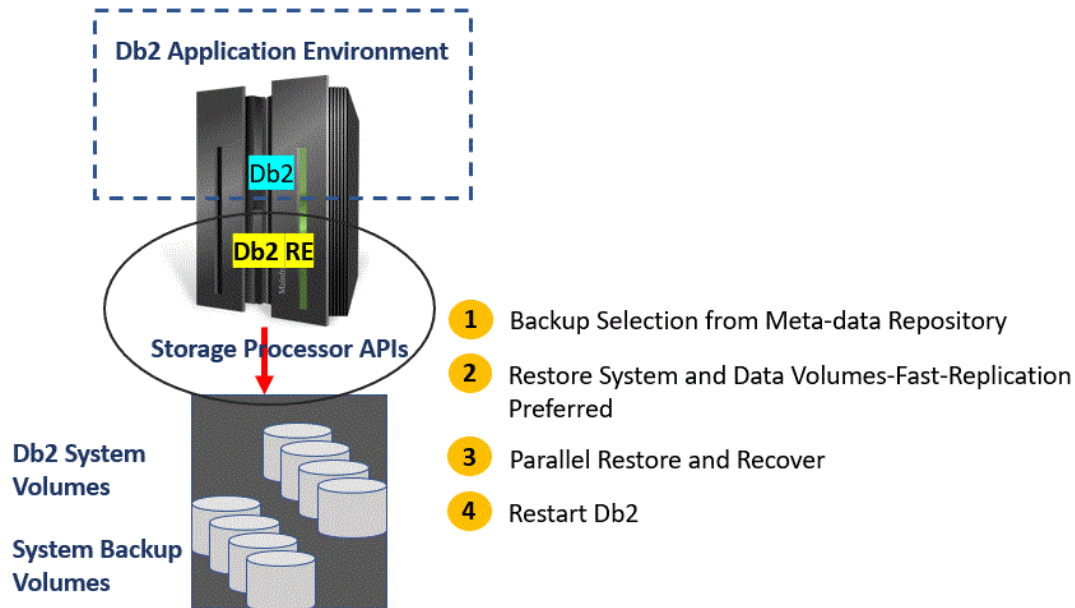 Db2 Application Environment
Db2
Db2 RE
Storage Processor APIs
Db2 System
Volumes
System Backup
Volumes
1 Backup Selection from Meta-data Repository
2 Restore System and Data Volumes-Fast-Replication
Preferred
3 Parallel Restore and Recover
4 Restart Db2